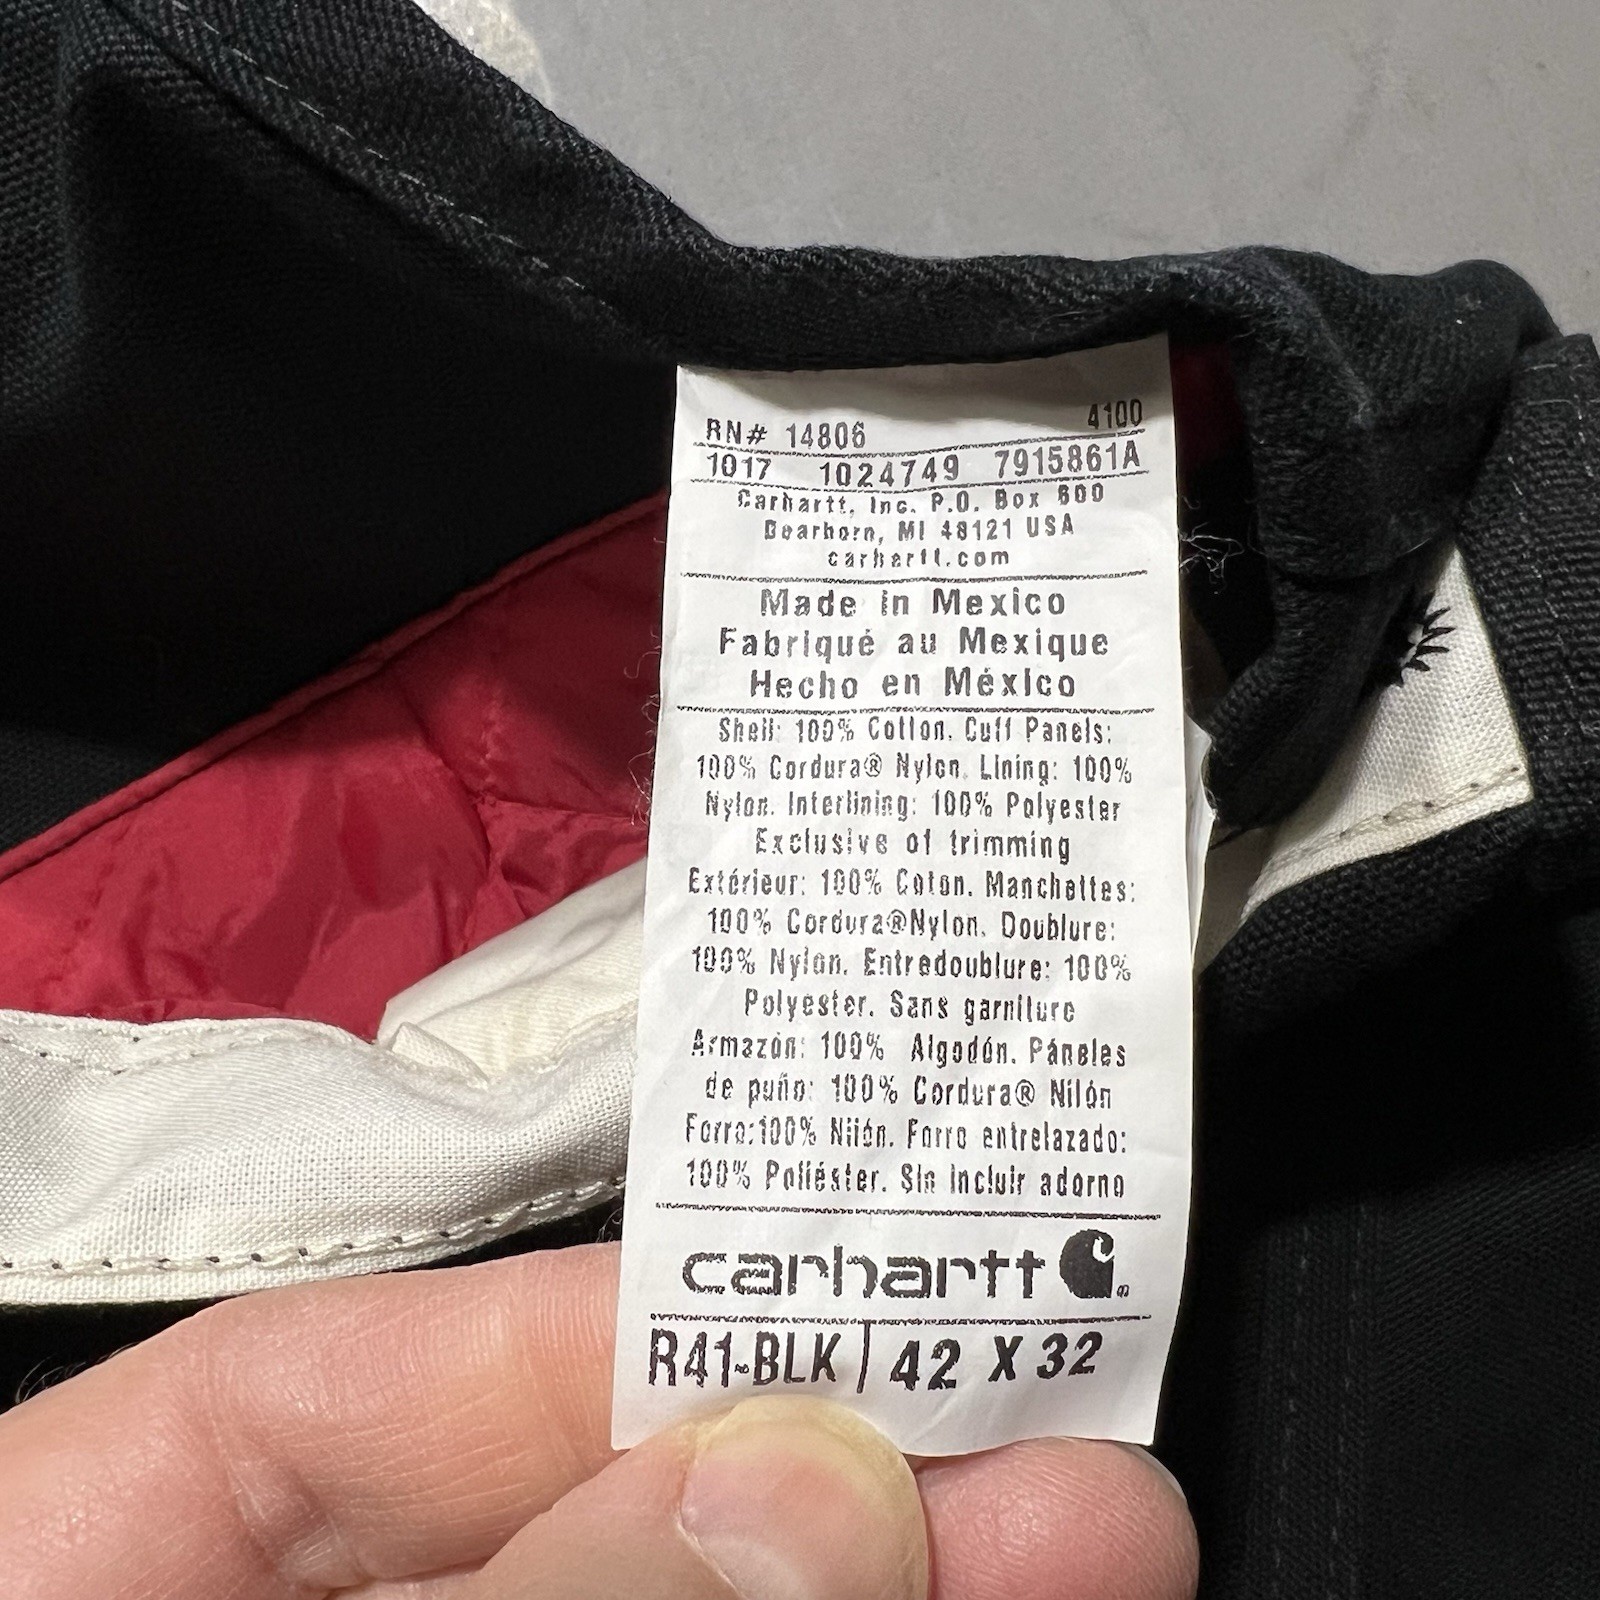 RN# 14806 4100
1017 1024749 7915861A
Carhartt, Inc. P.O. Box 600
Dearborn, MI 48121 USA
carhartt.com
Made in Mexico
Fabriqué au Mexique
Hecho en México
Shell: 100% Cotton. Cuff Panels:
100% Cordura® Nylon. Lining: 100%
Nylon. Interlining: 100% Polyester
Exclusive of trimming
Extérieur: 100% Coton. Manchettes:
100% Cordura®Nylon. Doublure:
100% Nylon. Entredoublure: 100%
Polyester. Sans garniture
Armazón: 100% Algodón. Páneles
de puño: 100% Cordura® Nilón
Forro:100% Nilón. Forro entrelazado:
100% Poliéster. Sin incluir adorno
carhartt
R41-BLK | 42 X 32